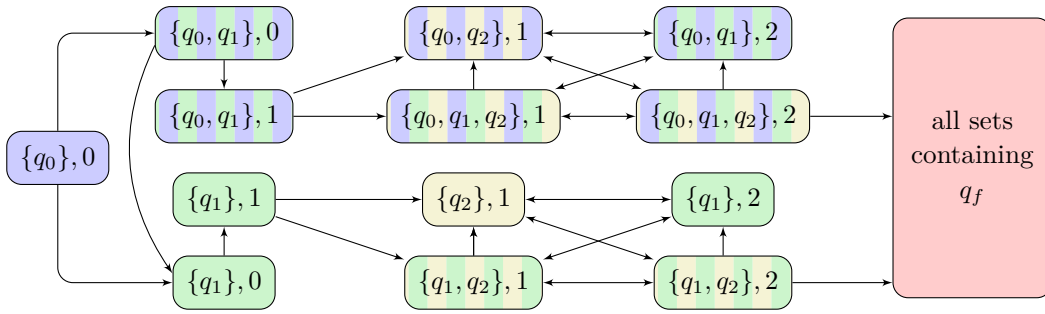 {q₀, q₁}, 0
{q₀, q₂}, 1
{q₀, q₁}, 2
{q₀, q₁}, 1
{q₀, q₁, q₂}, 1
{q₀, q₁, q₂}, 2
{q₀}, 0
all sets
containing
q_f
{q₁}, 1
{q₂}, 1
{q₁}, 2
{q₁}, 0
{q₁, q₂}, 1
{q₁, q₂}, 2